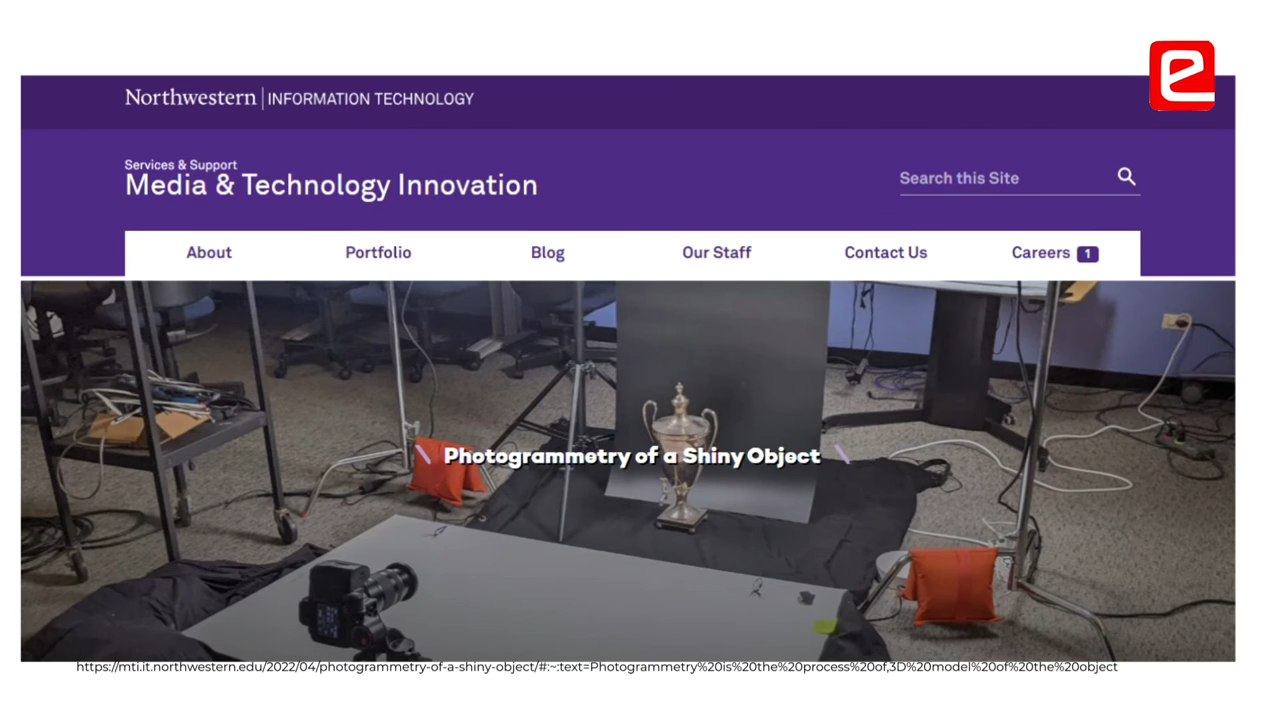 Northwestern | INFORMATION TECHNOLOGY
Services & Support
Media & Technology Innovation
Search this Site
About Portfolio Blog Our Staff Contact Us Careers 1
Photogrammetry of a Shiny Object
https://mti.it.northwestern.edu/2022/04/photogrammetry-of-a-shiny-object/#:~:text=Photogrammetry%20is%20the%20process%20of,3D%20model%20of%20the%20object